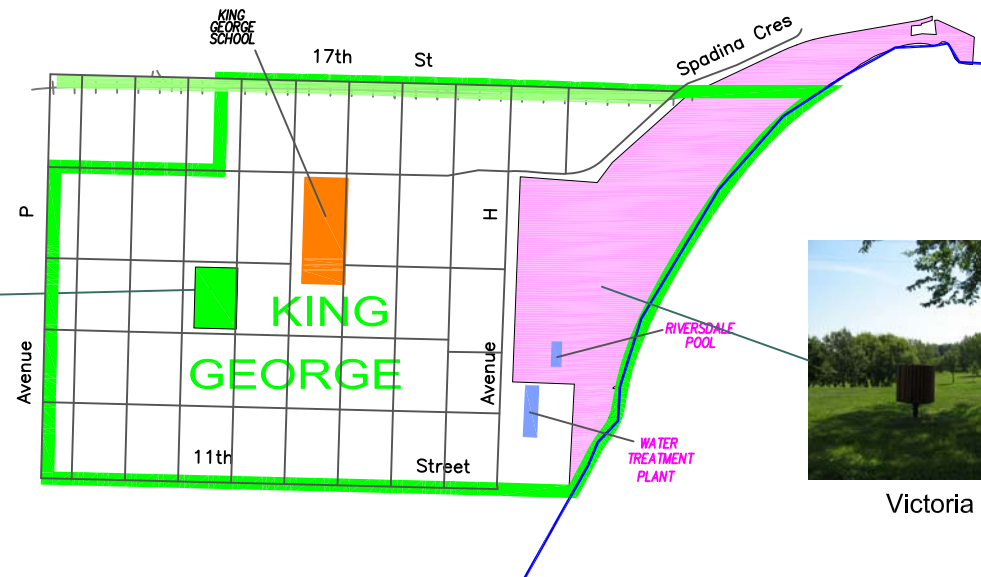 KING
GEORGE
SCHOOL
17th St
Spadina Cres
P
H
KING
GEORGE
RIVERSDALE
POOL
Avenue
Avenue
WATER
TREATMENT
PLANT
11th Street
Victoria